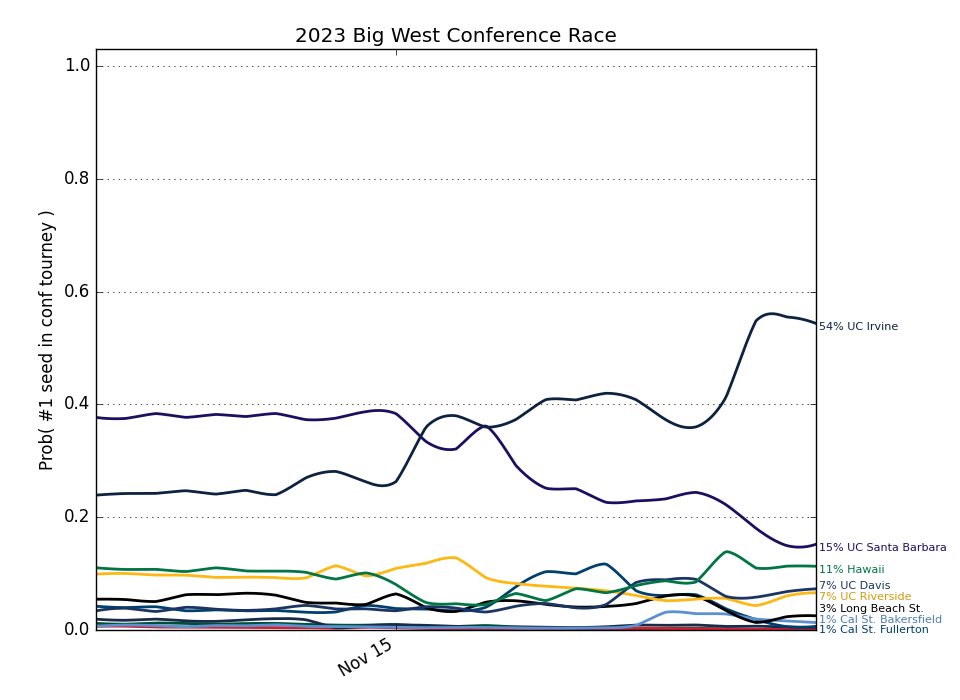 2023 Big West Conference Race
Prob( #1 seed in conf tourney )
1.0
0.8
0.6
0.4
0.2
0.0
Nov 15
54% UC Irvine
15% UC Santa Barbara
11% Hawaii
7% UC Davis
7% UC Riverside
3% Long Beach St.
1% Cal St. Bakersfield
1% Cal St. Fullerton